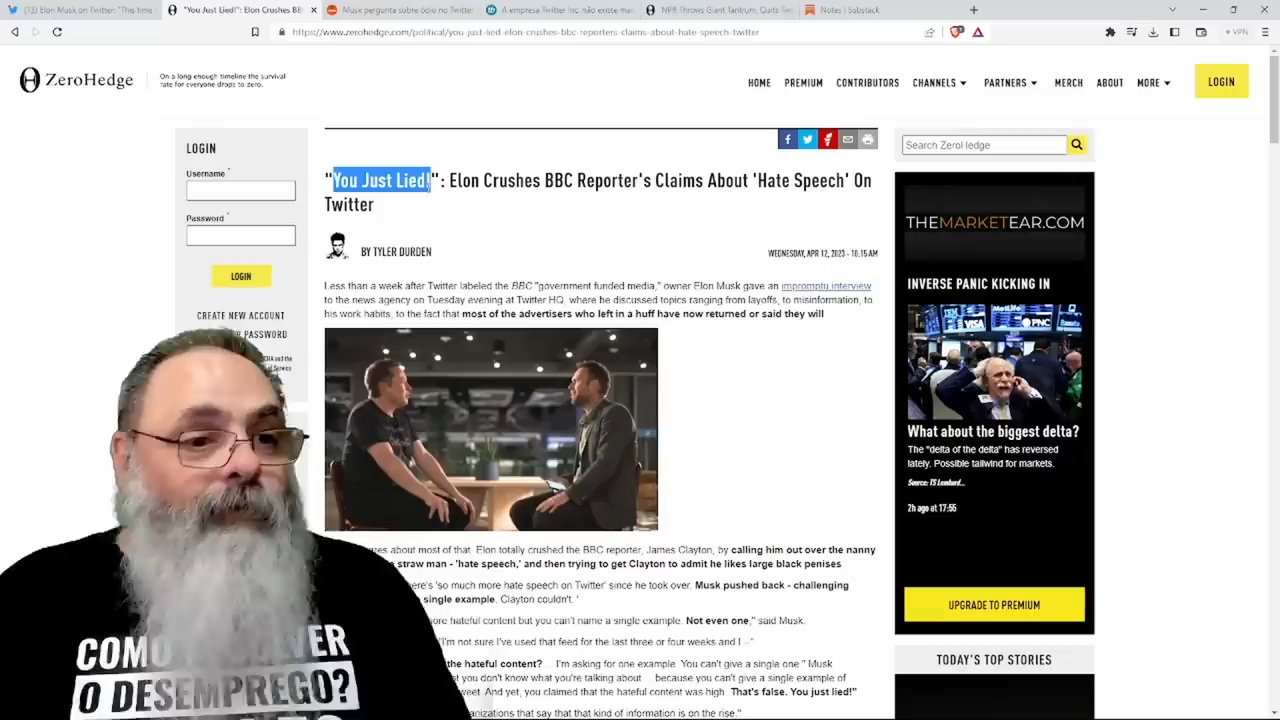 (13) Elon Musk on Twitter: "This time i
"You Just Lied!": Elon Crushes BBC
Musk pergunta sobre ódio no Twitter
A empresa Twitter Inc. não existe ma
NPR Throws Giant Tantrum, Quits Tw
Notes | Substack
https://www.zerohedge.com/political/you-just-lied-elon-crushes-bbc-reporters-claims-about-hate-speech-twitter
VPN
ZeroHedge
On a long enough timeline the survival
rate for everyone drops to zero.
HOME PREMIUM CONTRIBUTORS CHANNELS PARTNERS MERCH ABOUT MORE
LOGIN
LOGIN
Username *
Password *
LOGIN
CREATE NEW ACCOUNT
PASSWORD
CHA and the
of Service
"You Just Lied!": Elon Crushes BBC Reporter's Claims About 'Hate Speech' On
Twitter
BY TYLER DURDEN
WEDNESDAY, APR 12, 2023 - 10:15 AM
Less than a week after Twitter labeled the BBC "government funded media," owner Elon Musk gave an impromptu interview
to the news agency on Tuesday evening at Twitter HQ, where he discussed topics ranging from layoffs, to misinformation, to
his work habits, to the fact that most of the advertisers who left in a huff have now returned or said they will
ares about most of that. Elon totally crushed the BBC reporter, James Clayton, by calling him out over the nanny
straw man - 'hate speech,' and then trying to get Clayton to admit he likes large black penises
ere's 'so much more hate speech on Twitter' since he took over, Musk pushed back - challenging
single example. Clayton couldn't. '
ore hateful content but you can't name a single example. Not even one," said Musk.
'I'm not sure I've used that feed for the last three or four weeks and I
the hateful content? ... I'm asking for one example. You can't give a single one." Musk
at you don't know what you're talking about ... because you can't give a single example of
weet. And yet, you claimed that the hateful content was high. That's false. You just lied!"
anizations that say that that kind of information is on the rise."
Search ZeroHedge
THEMARKETEAR.COM
INVERSE PANIC KICKING IN
VISA
MetLife
PNC
What about the biggest delta?
The "delta of the delta" has reversed
lately. Possible tailwind for markets.
Source: TS Lombard...
2h ago at 17:55
UPGRADE TO PREMIUM
TODAY'S TOP STORIES
O DESEMPREGO?